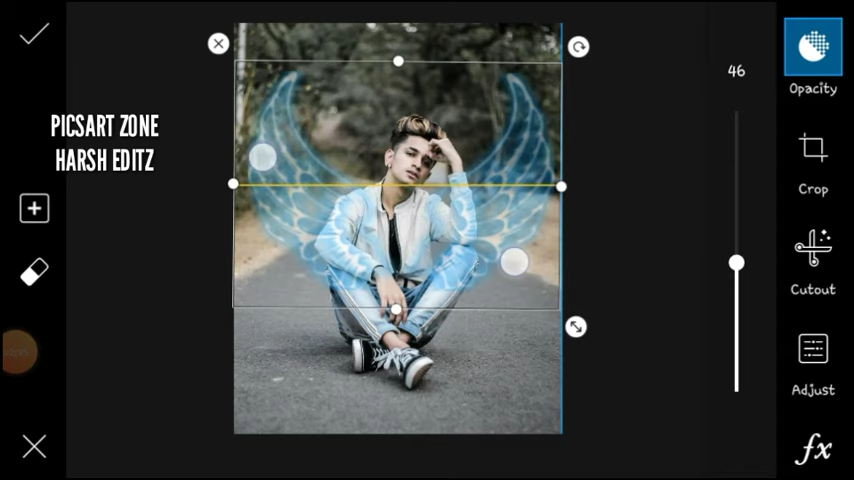 PICSART ZONE
HARSH EDITZ
46
Opacity
Crop
Cutout
Adjust
fx